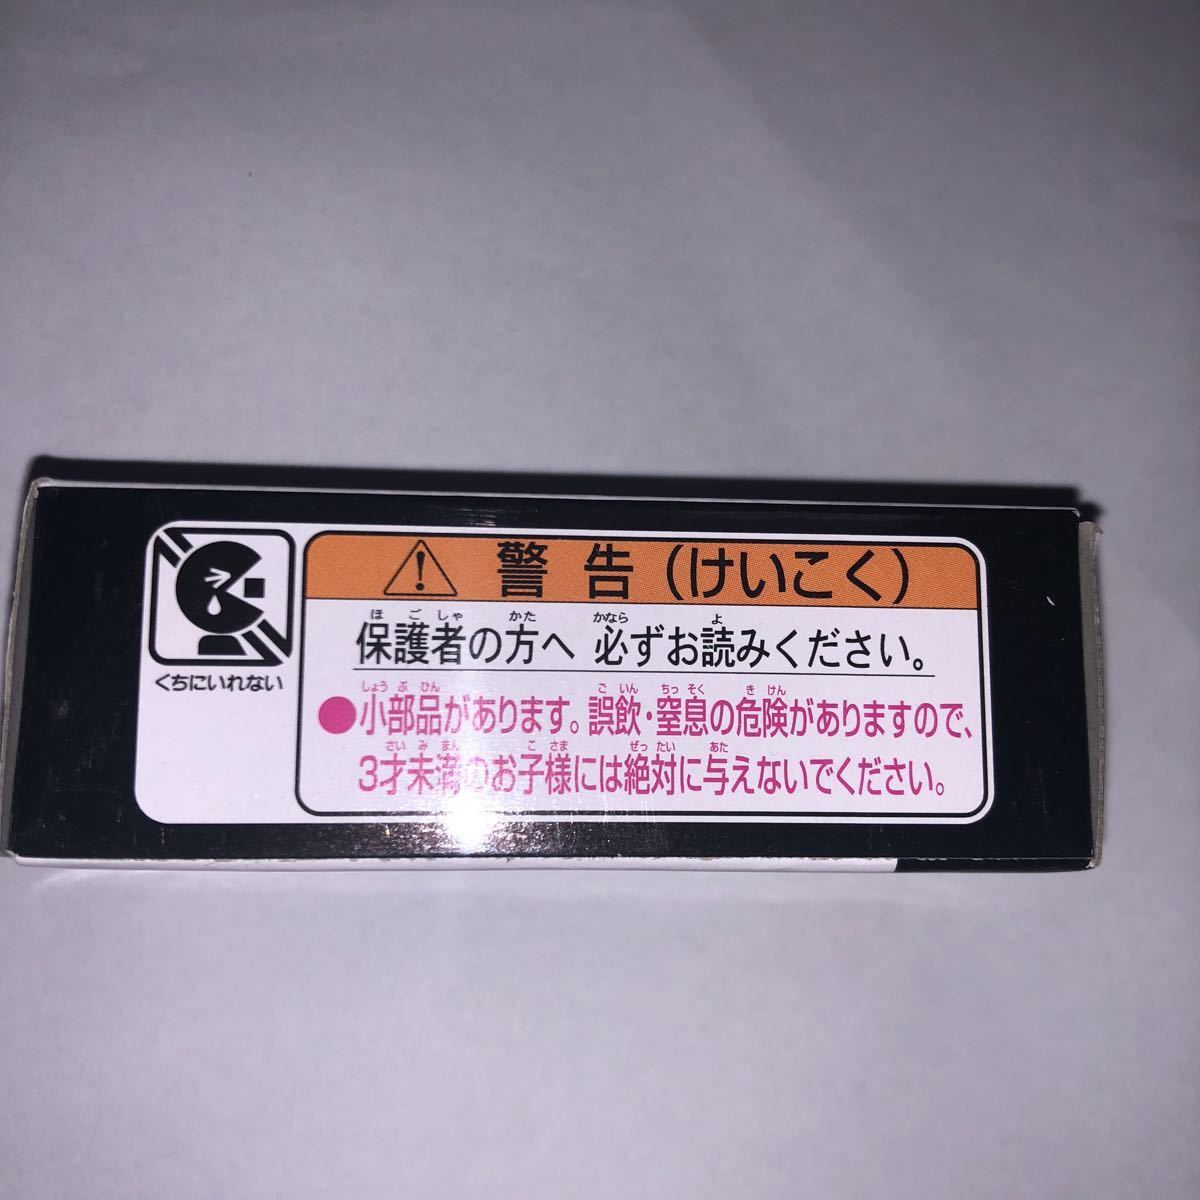 くちにいれない
警告(けいこく)
ほごしゃ かた かなら よ
保護者の方へ 必ずお読みください。
しょうぶひん ごいん ちっそく きけん
●小部品があります。誤飲・窒息の危険がありますので、
さいみまん こさま ぜったい あた
3才未満のお子様には絶対に与えないでください。